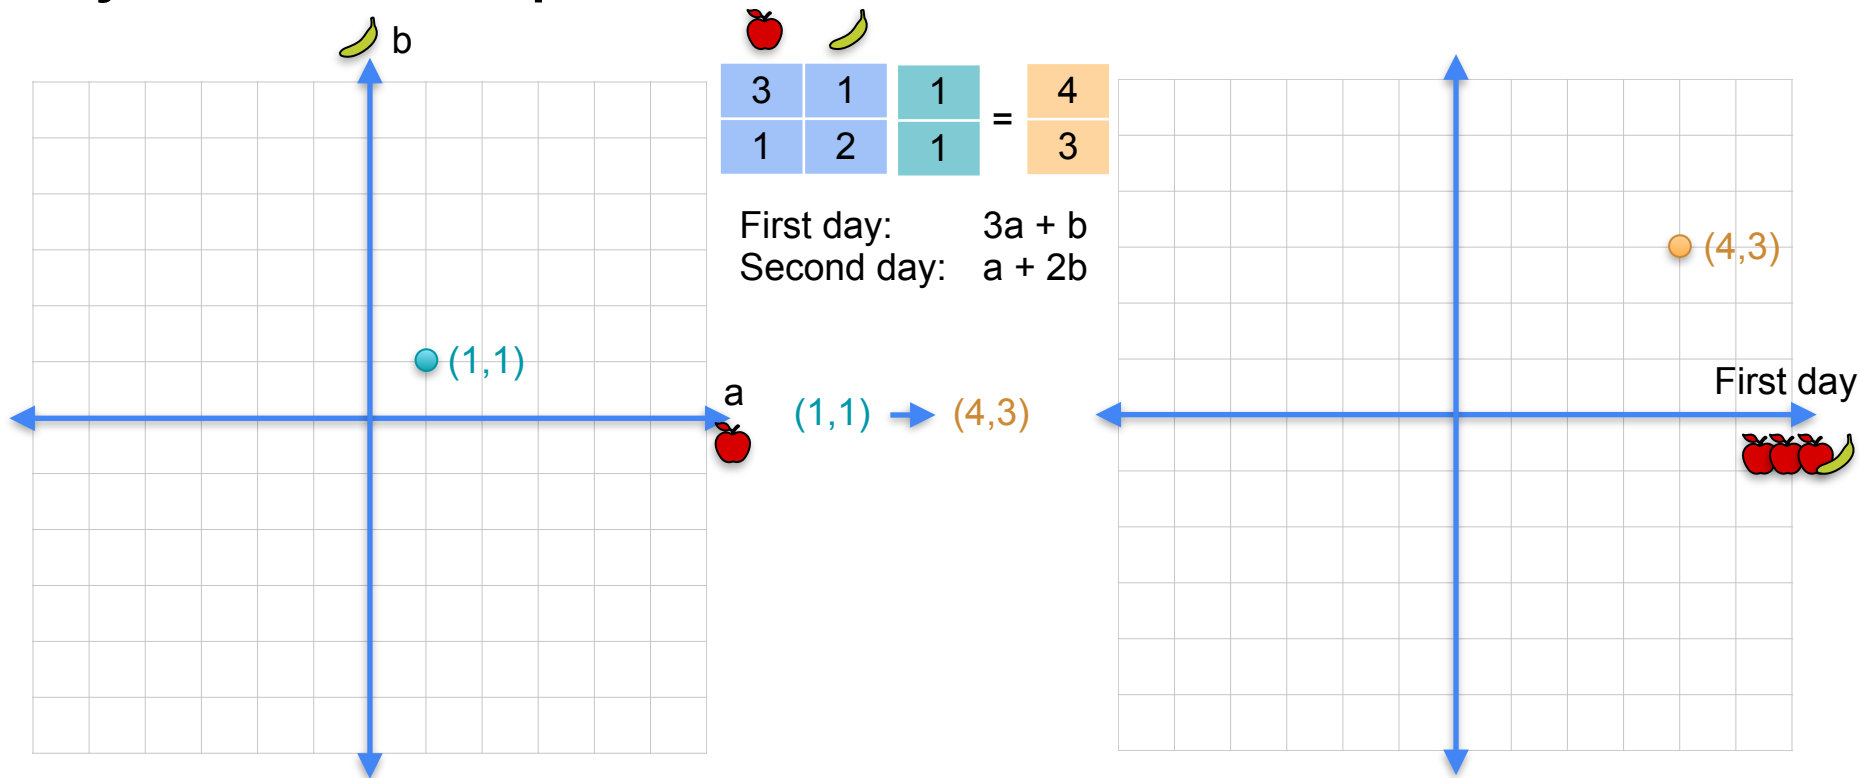 b
3 1 1 = 4
1 2 1 3
First day: 3a + b
Second day: a + 2b
(4,3)
(1,1)
a
First day
(1,1) (4,3)